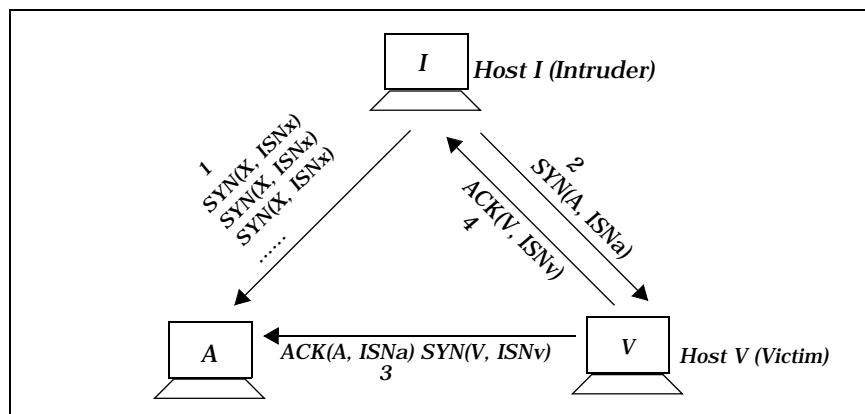 I
Host I (Intruder)
1
SYN(X, ISNx)
SYN(X, ISNx)
SYN(X, ISNx)
......
2
SYN(A, ISNa)
ACK(V, ISNv)
4
A
ACK(A, ISNa) SYN(V, ISNv)
3
V
Host V (Victim)